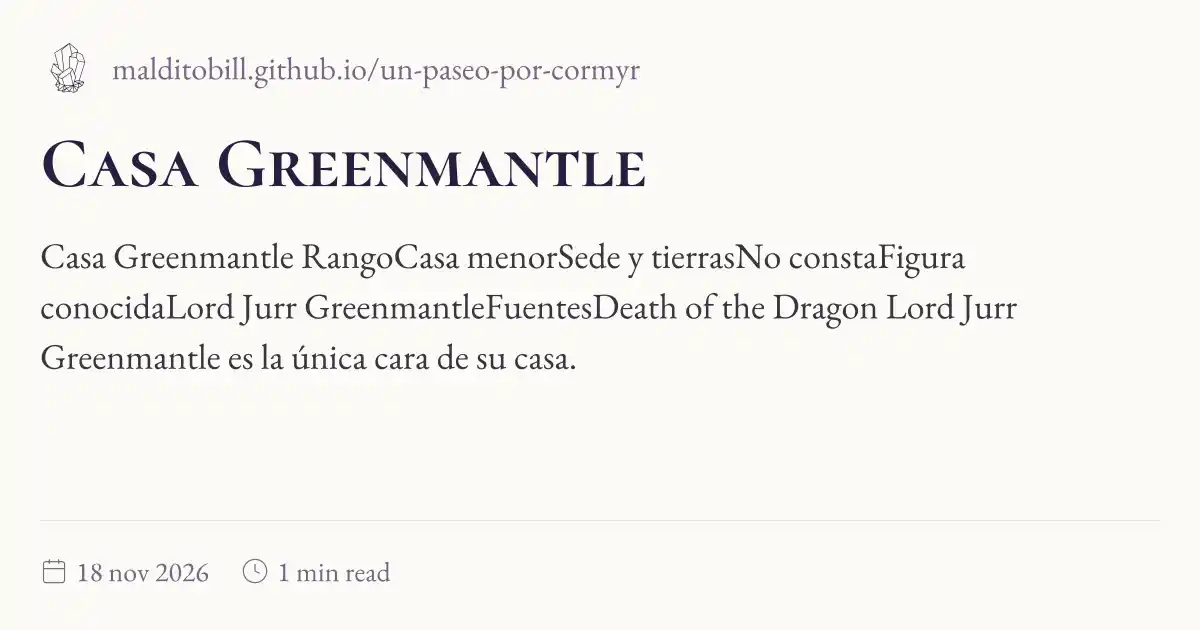 malditobill.github.io/un-paseo-por-cormyr
Casa Greenmantle
Casa Greenmantle RangoCasa menorSede y tierrasNo constaFigura
conocidaLord Jurr GreenmantleFuentesDeath of the Dragon Lord Jurr
Greenmantle es la única cara de su casa.
18 nov 2026 1 min read